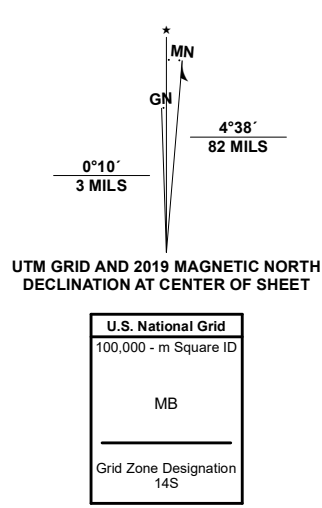 ★
MN
GN
4°38´
82 MILS
0°10´
3 MILS
UTM GRID AND 2019 MAGNETIC NORTH
DECLINATION AT CENTER OF SHEET
U.S. National Grid
100,000 - m Square ID
MB
Grid Zone Designation
14S